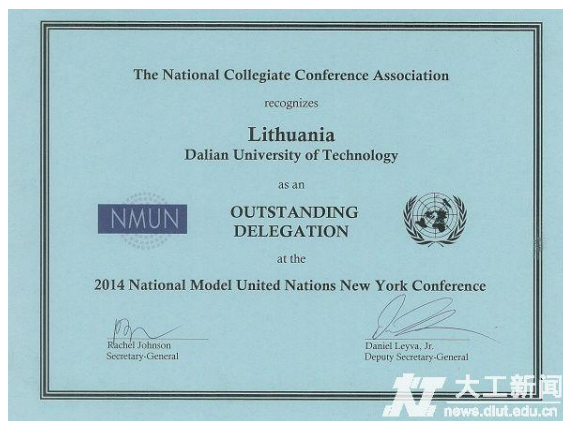 The National Collegiate Conference Association
recognizes
Lithuania
Dalian University of Technology
as an
NMUN
OUTSTANDING
DELEGATION
at the
2014 National Model United Nations New York Conference
Rachel Johnson
Secretary-General
Daniel Leyva, Jr.
Deputy Secretary-General
大工新闻
news.dlut.edu.cn